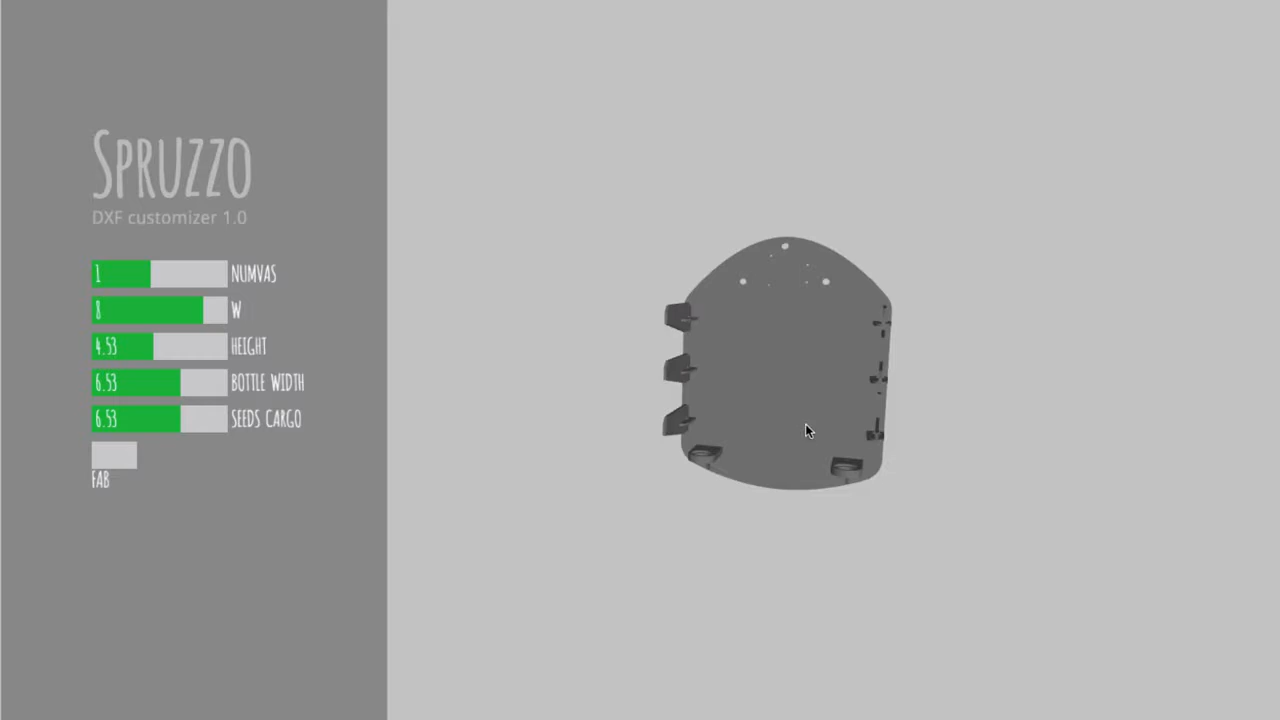 SPRUZZO
DXF customizer 1.0
1 NUMVAS
8 W
4.53 HEIGHT
6.53 BOTTLE WIDTH
6.53 SEEDS CARGO
FAB